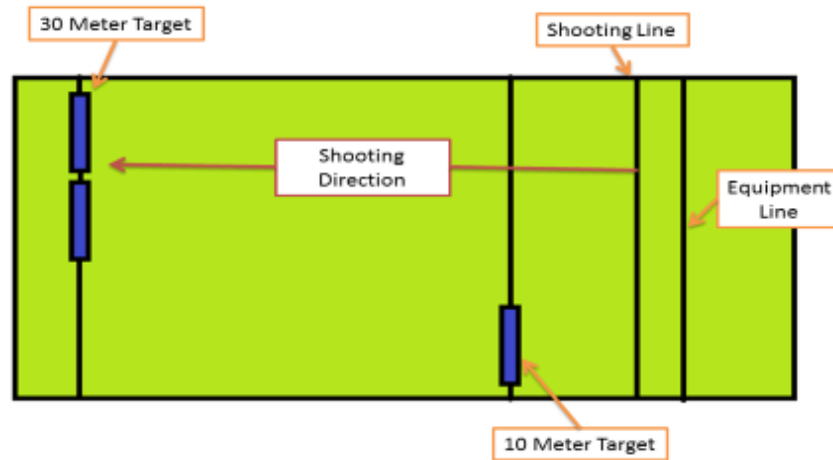 30 Meter Target
Shooting Line
Shooting
Direction
Equipment
Line
10 Meter Target